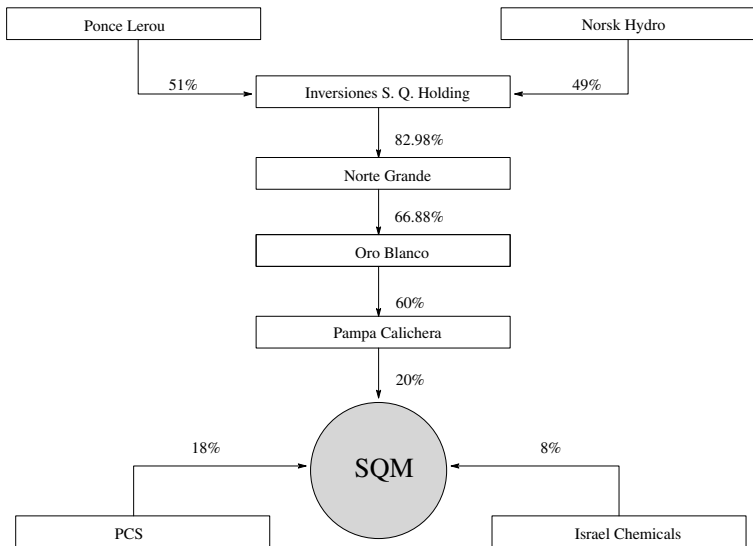 Ponce Lerou
Norsk Hydro
51%
49%
Inversiones S. Q. Holding
82.98%
Norte Grande
66.88%
Oro Blanco
60%
Pampa Calichera
20%
18%
SQM
8%
PCS
Israel Chemicals